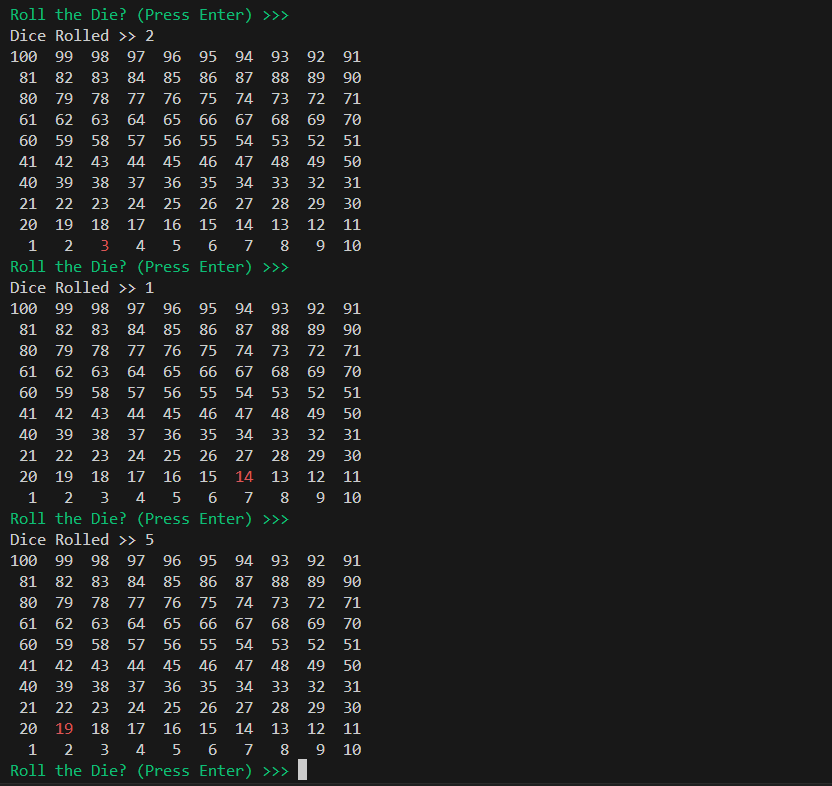 Roll the Die? (Press Enter) >>>
Dice Rolled >> 2
100 99 98 97 96 95 94 93 92 91
81 82 83 84 85 86 87 88 89 90
80 79 78 77 76 75 74 73 72 71
61 62 63 64 65 66 67 68 69 70
60 59 58 57 56 55 54 53 52 51
41 42 43 44 45 46 47 48 49 50
40 39 38 37 36 35 34 33 32 31
21 22 23 24 25 26 27 28 29 30
20 19 18 17 16 15 14 13 12 11
1 2 3 4 5 6 7 8 9 10
Roll the Die? (Press Enter) >>>
Dice Rolled >> 1
100 99 98 97 96 95 94 93 92 91
81 82 83 84 85 86 87 88 89 90
80 79 78 77 76 75 74 73 72 71
61 62 63 64 65 66 67 68 69 70
60 59 58 57 56 55 54 53 52 51
41 42 43 44 45 46 47 48 49 50
40 39 38 37 36 35 34 33 32 31
21 22 23 24 25 26 27 28 29 30
20 19 18 17 16 15 14 13 12 11
1 2 3 4 5 6 7 8 9 10
Roll the Die? (Press Enter) >>>
Dice Rolled >> 5
100 99 98 97 96 95 94 93 92 91
81 82 83 84 85 86 87 88 89 90
80 79 78 77 76 75 74 73 72 71
61 62 63 64 65 66 67 68 69 70
60 59 58 57 56 55 54 53 52 51
41 42 43 44 45 46 47 48 49 50
40 39 38 37 36 35 34 33 32 31
21 22 23 24 25 26 27 28 29 30
20 19 18 17 16 15 14 13 12 11
1 2 3 4 5 6 7 8 9 10
Roll the Die? (Press Enter) >>>